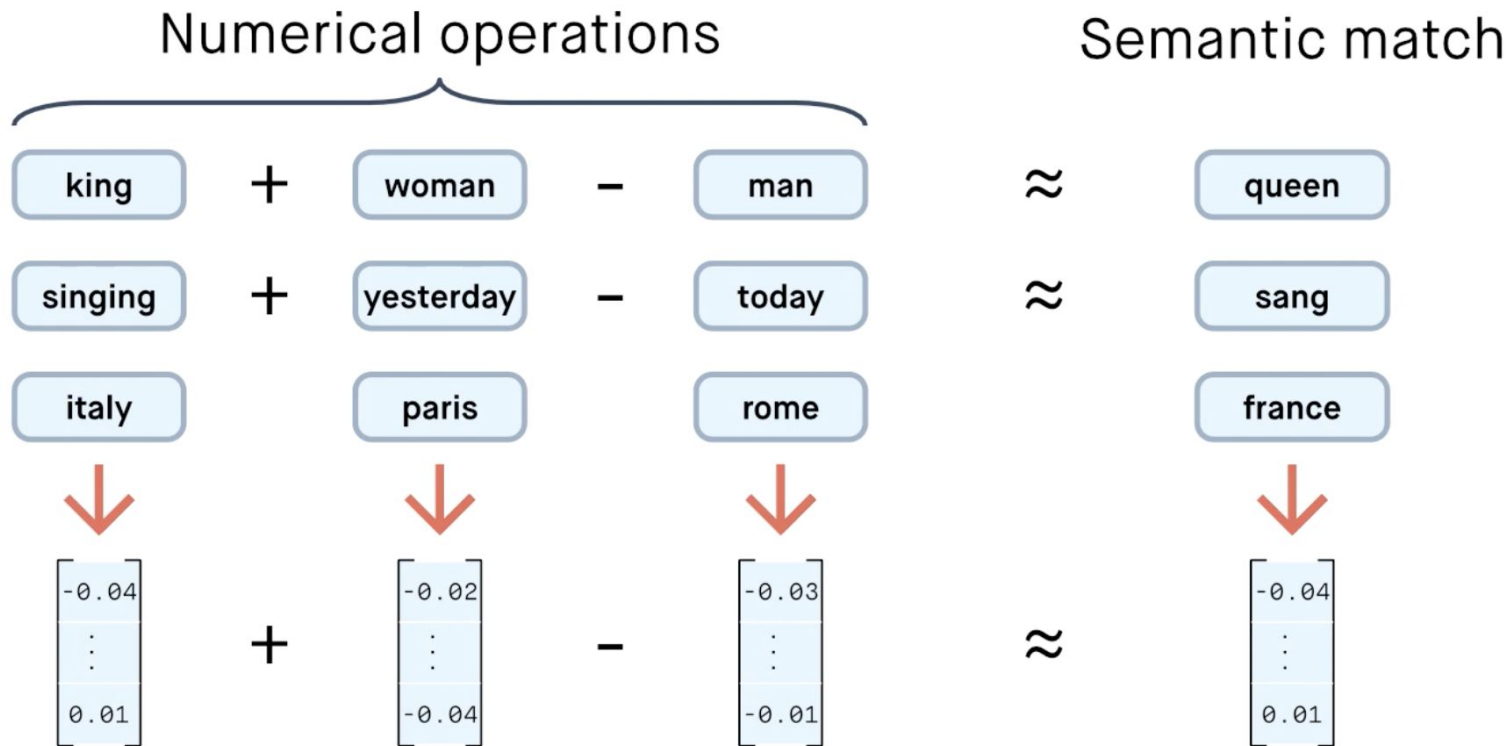 Numerical operations Semantic match
king + woman - man ≈ queen
singing + yesterday - today ≈ sang
italy paris rome france
-0.04 -0.02 -0.03 -0.04
⋮ + ⋮ - ⋮ ≈ ⋮
0.01 -0.04 -0.01 0.01